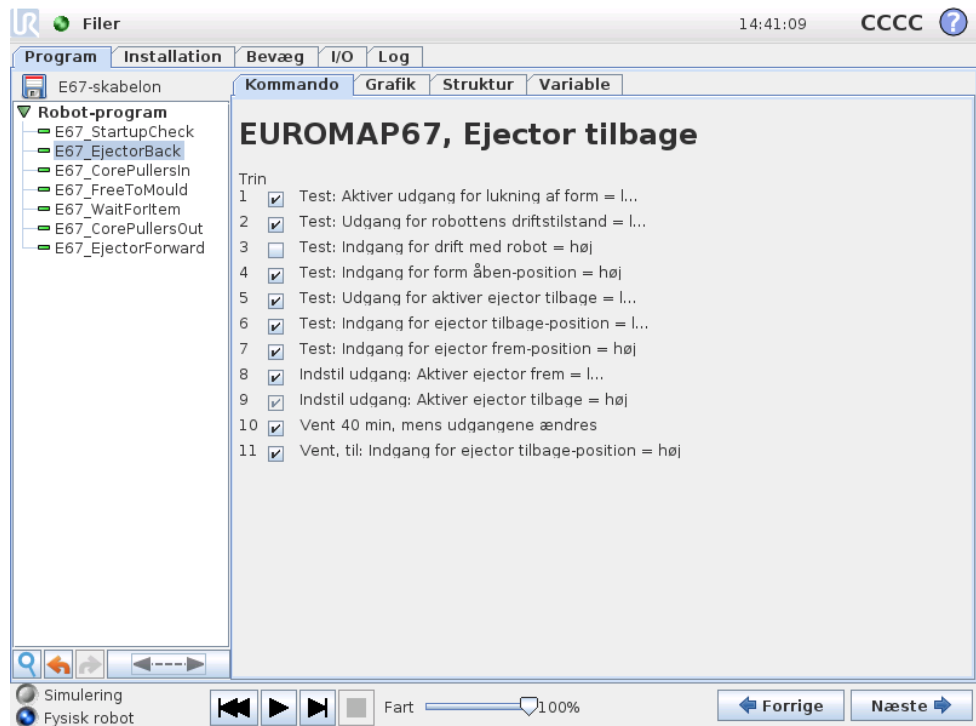 UR Filer 14:41:09 CCCC ?
Program Installation Bevæg I/O Log
E67-skabelon
Kommando Grafik Struktur Variable
Robot-program
E67_StartupCheck
E67_EjectorBack
E67_CorePullersIn
E67_FreeToMould
E67_WaitForItem
E67_CorePullersOut
E67_EjectorForward
EUROMAP67, Ejector tilbage
Trin
1 Test: Aktiver udgang for lukning af form = l...
2 Test: Udgang for robottens driftstilstand = l...
3 Test: Indgang for drift med robot = høj
4 Test: Indgang for form åben-position = høj
5 Test: Udgang for aktiver ejector tilbage = l...
6 Test: Indgang for ejector tilbage-position = l...
7 Test: Indgang for ejector frem-position = høj
8 Indstil udgang: Aktiver ejector frem = l...
9 Indstil udgang: Aktiver ejector tilbage = høj
10 Vent 40 min, mens udgangene ændres
11 Vent, til: Indgang for ejector tilbage-position = høj
Simulering
Fysisk robot
Fart 100%
Forrige Næste